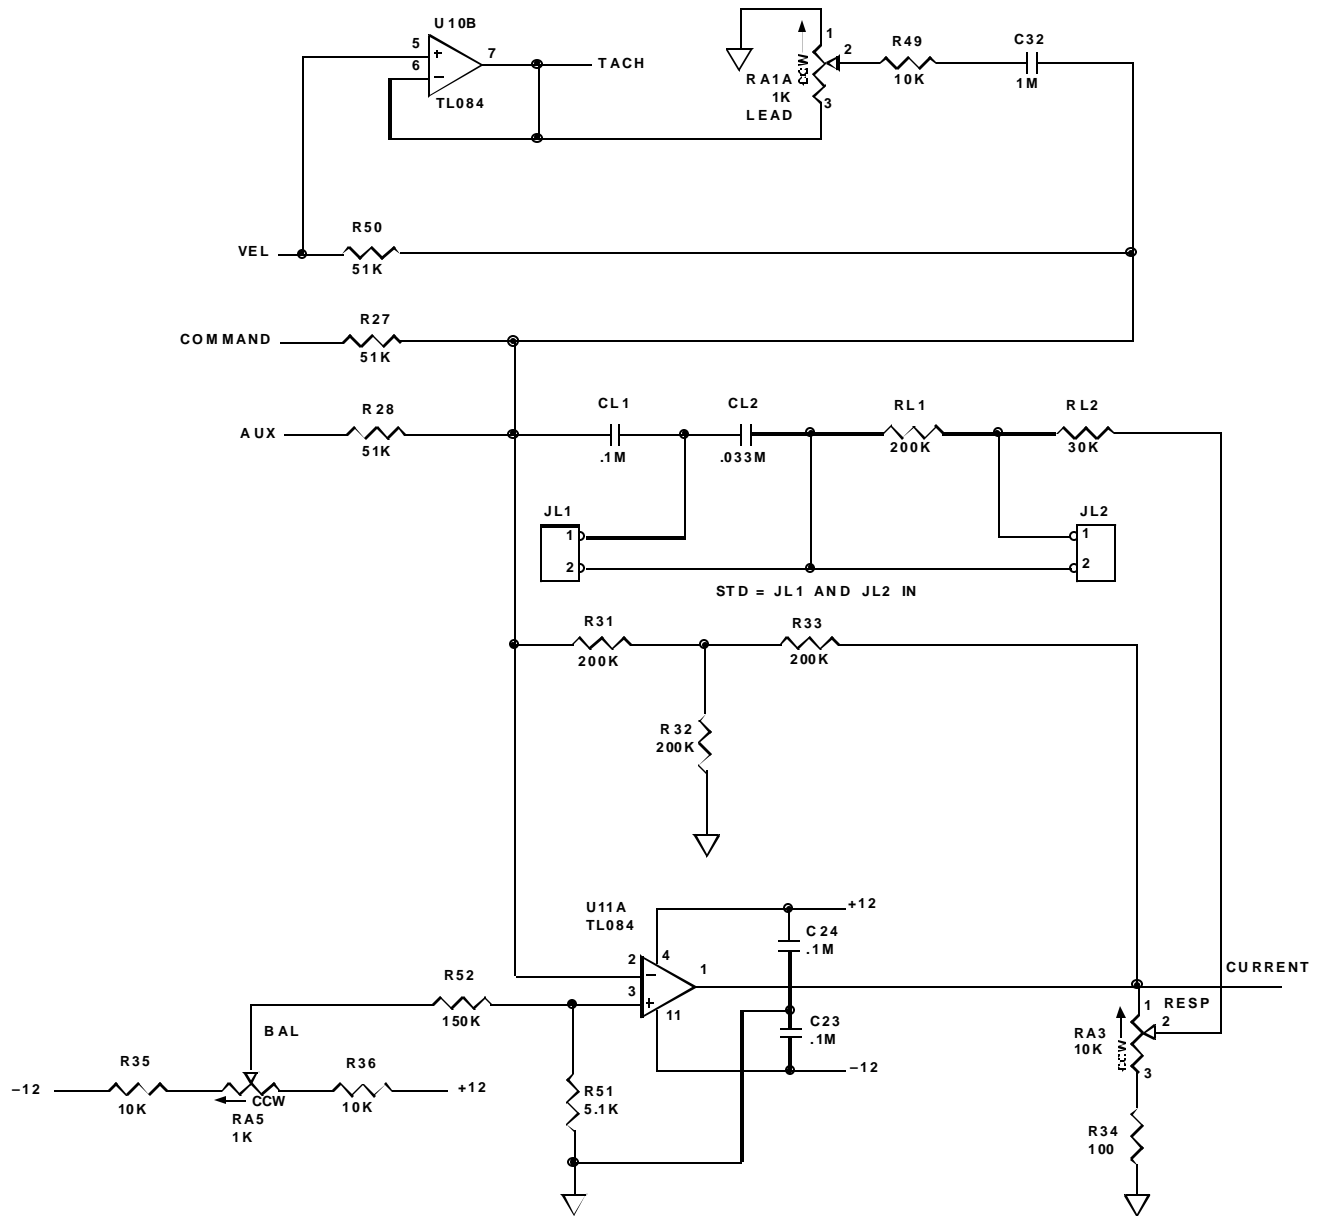 U10B
5
6
7
TACH
TL084
RA1A
1K
LEAD
CCW
1
2
3
R49
10K
C32
1M
VEL
R50
51K
COMMAND
R27
51K
AUX
R28
51K
CL1
.1M
CL2
.033M
RL1
200K
RL2
30K
JL1
1
2
JL2
1
2
STD = JL1 AND JL2 IN
R31
200K
R33
200K
R32
200K
U11A
TL084
+12
C24
.1M
2
4
1
3
11
C23
.1M
–12
CURRENT
R52
150K
BAL
R35
10K
–12
RA5
1K
CCW
R36
10K
+12
R51
5.1K
1
RESP
2
RA3
10K
CCW
3
R34
100